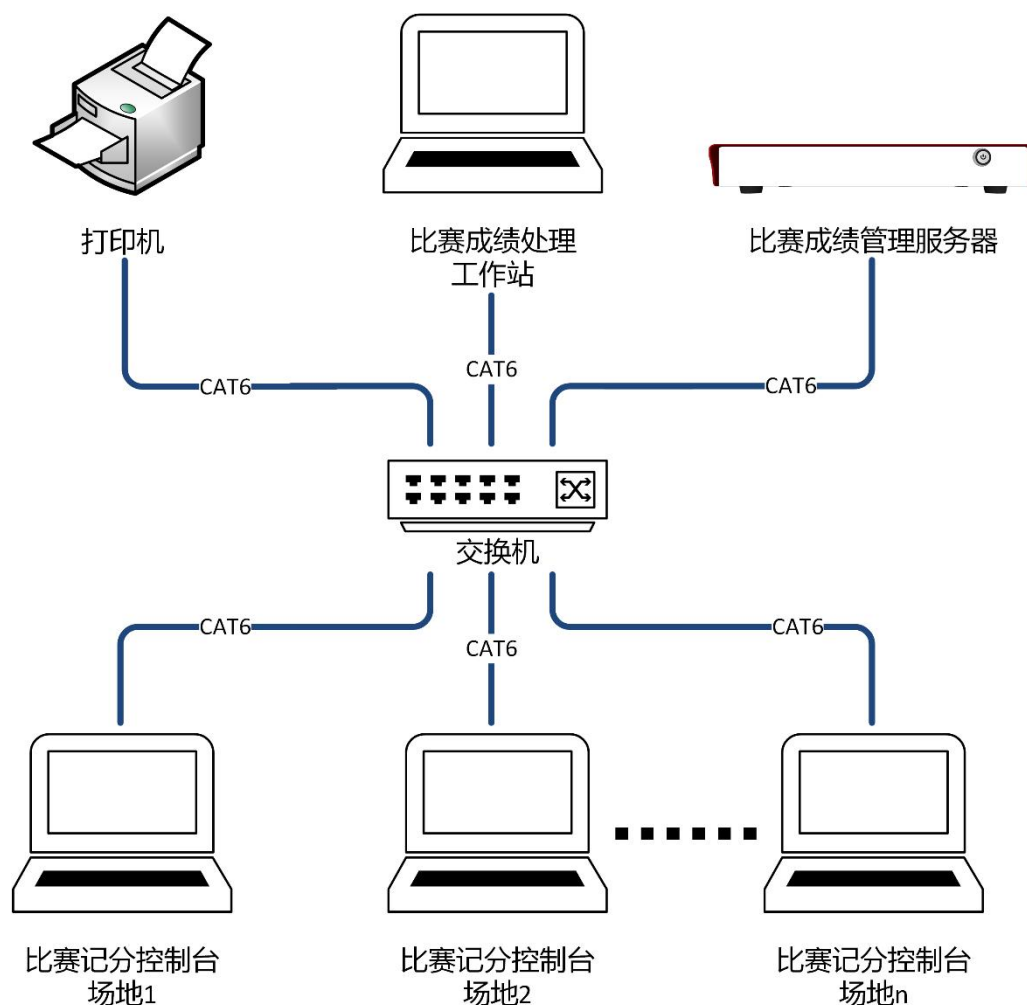 打印机
比赛成绩处理
工作站
比赛成绩管理服务器
CAT6
CAT6
CAT6
交换机
CAT6
CAT6
CAT6
比赛记分控制台
场地1
比赛记分控制台
场地2
比赛记分控制台
场地n